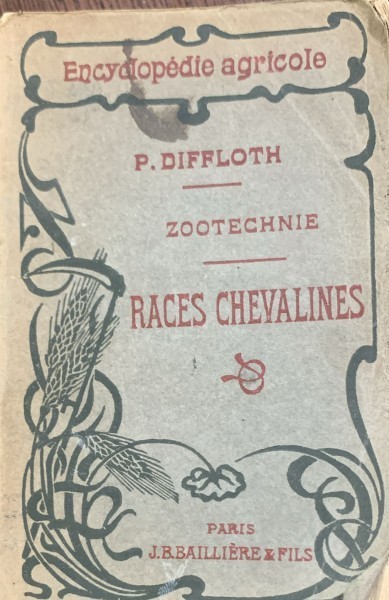 Encyclopédie agricole
P. DIFFLOTH
ZOOTECHNIE
RACES CHEVALINES
PARIS
J.B.BAILLIÈRE & FILS